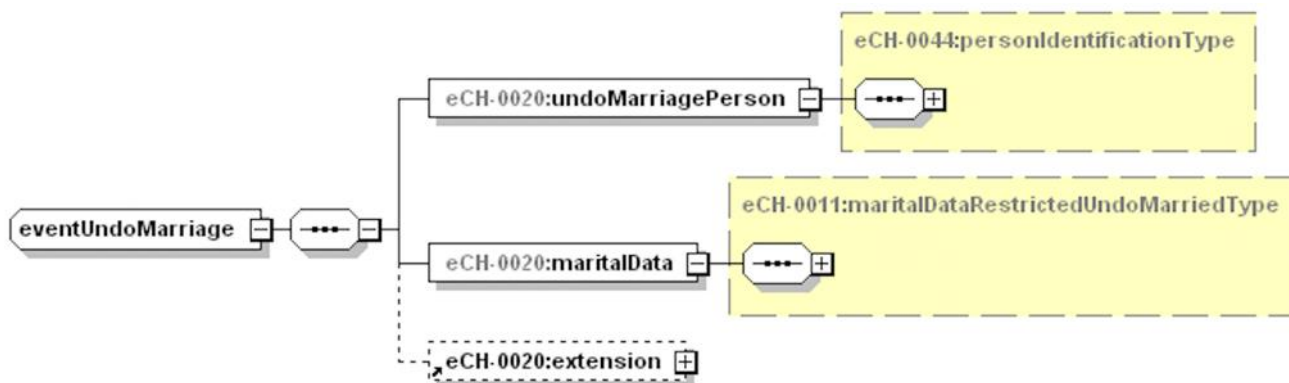 eCH-0044:personIdentificationType
eCH-0020:undoMarriagePerson
eventUndoMarriage
eCH-0011:maritalDataRestrictedUndoMarriedType
eCH-0020:maritalData
eCH-0020:extension